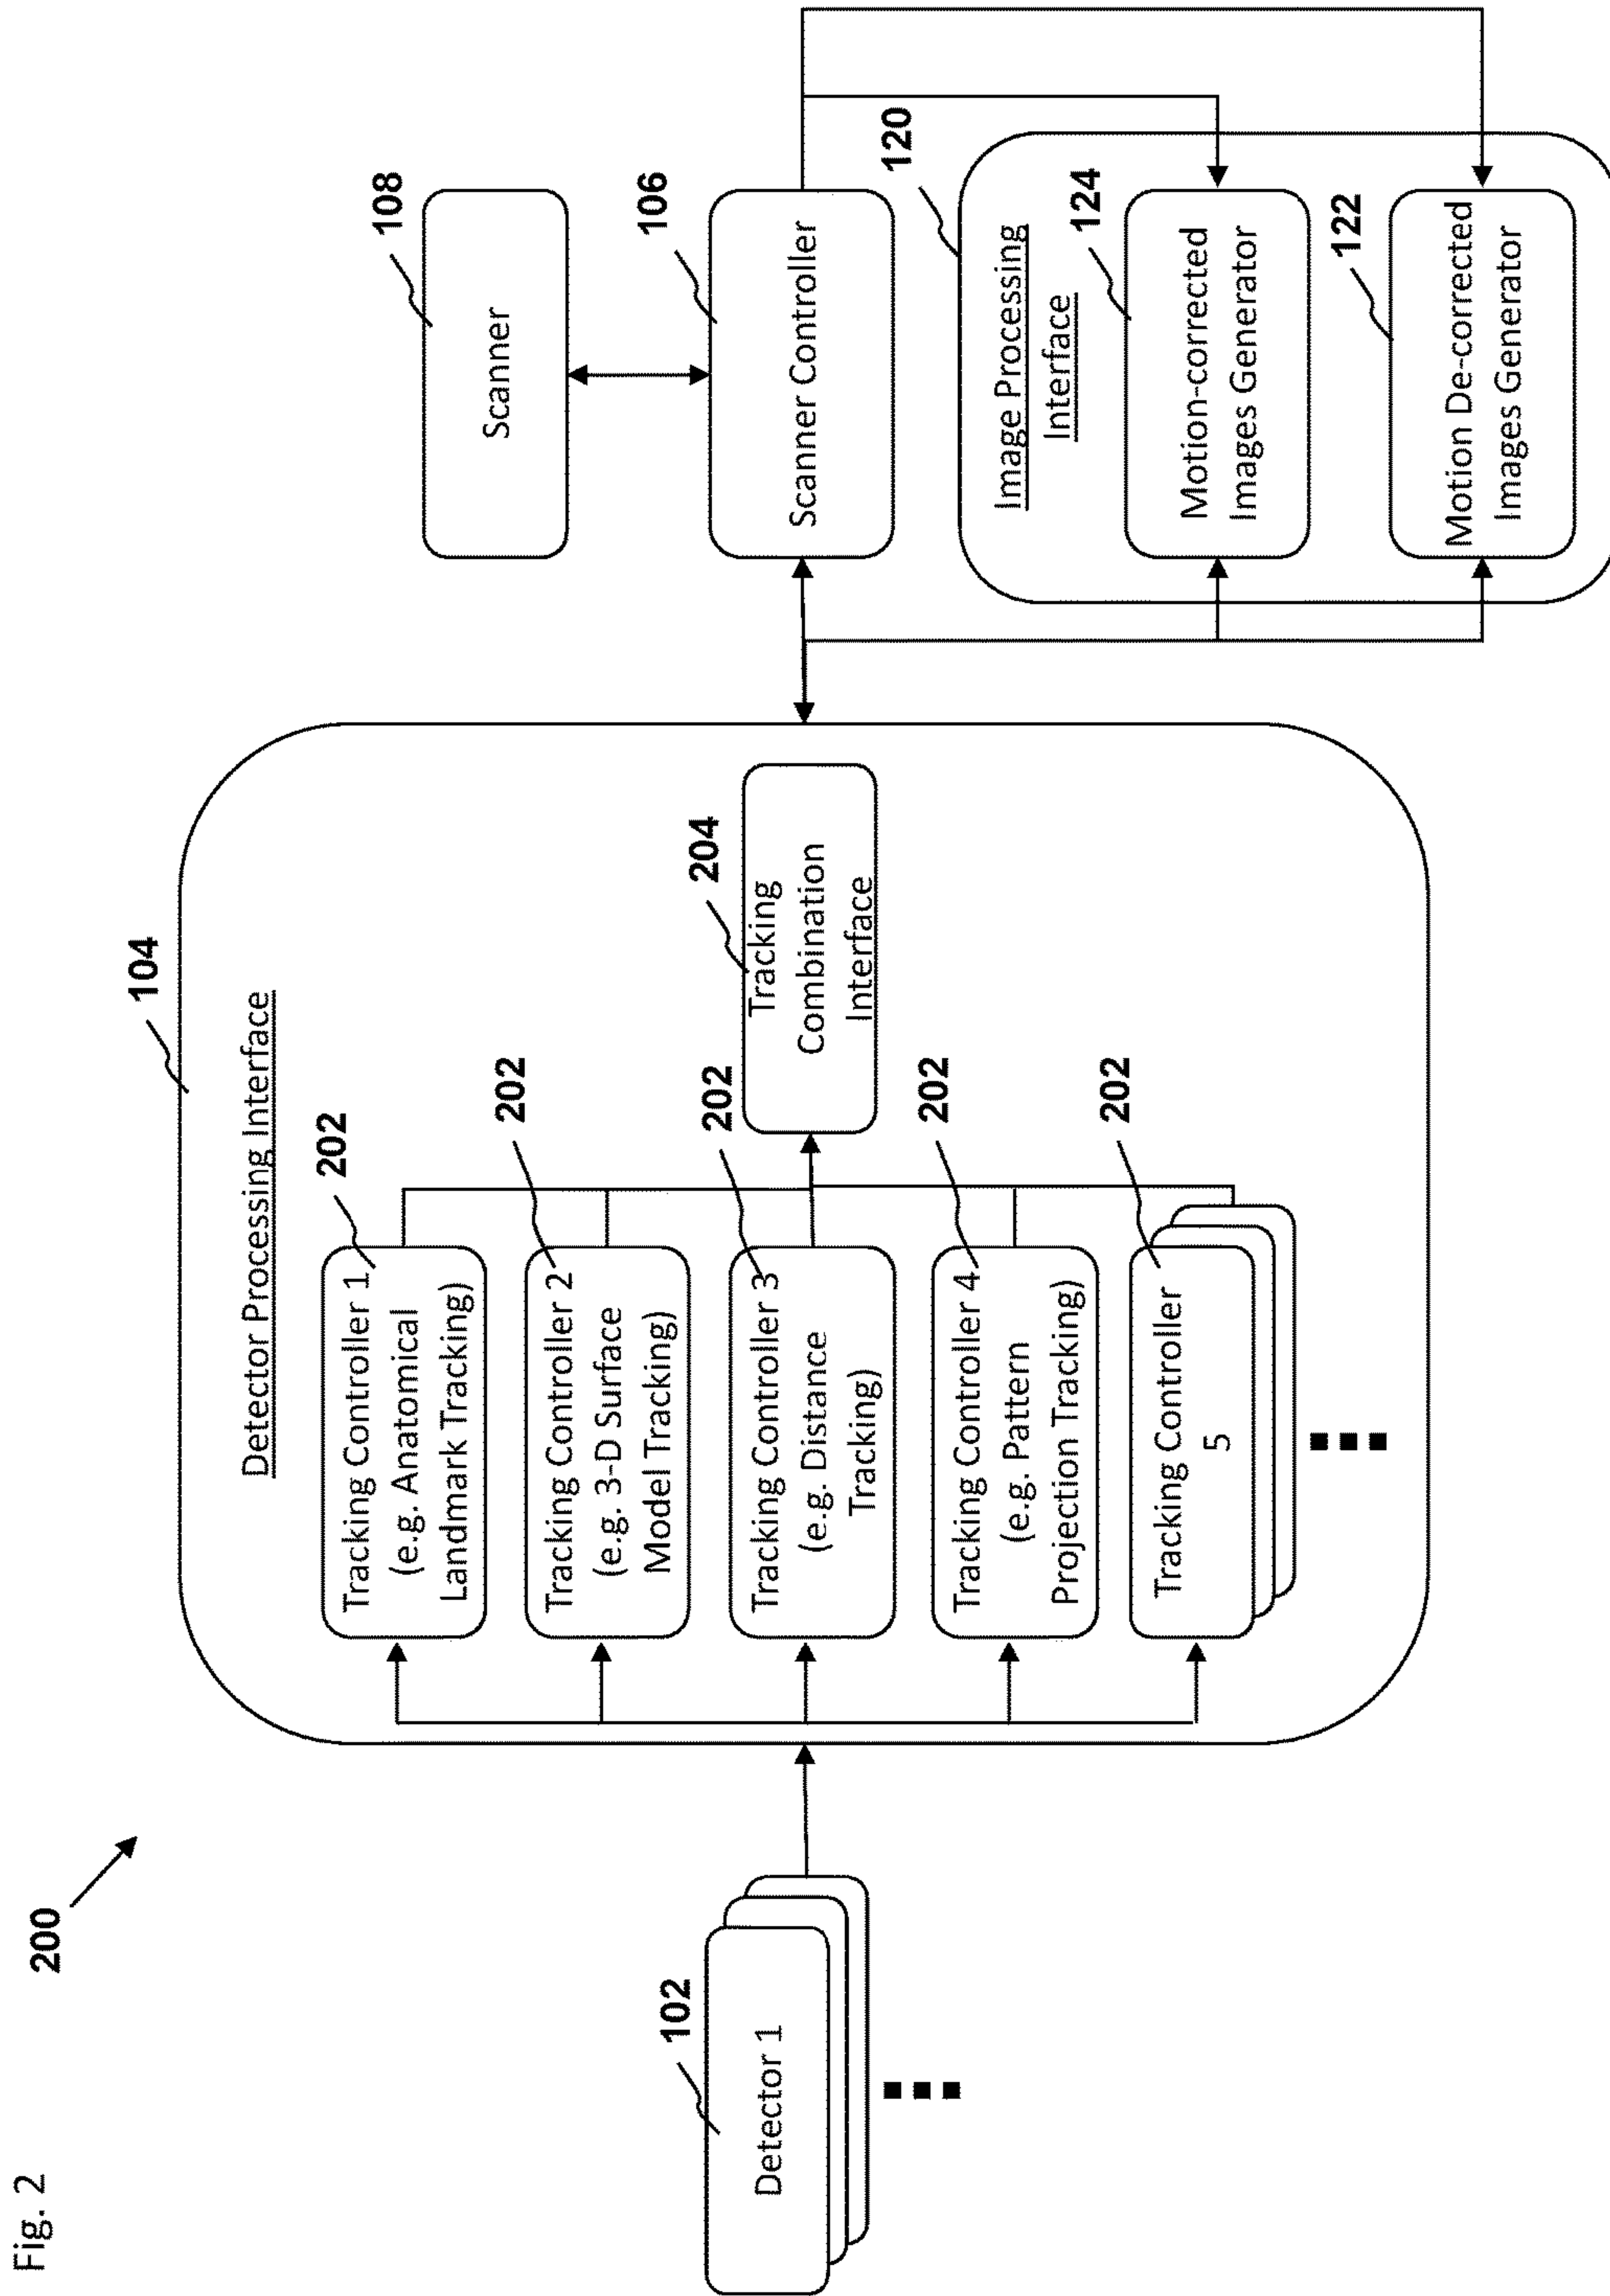 Fig. 2
200
102
Detector 1
104
Detector Processing Interface
202
Tracking Controller 1
(e.g. Anatomical
Landmark Tracking)
202
Tracking Controller 2
(e.g. 3-D Surface
Model Tracking)
202
Tracking Controller 3
(e.g. Distance
Tracking)
202
Tracking Controller 4
(e.g. Pattern
Projection Tracking)
202
Tracking Controller
5
204
Tracking
Combination
Interface
108
Scanner
106
Scanner Controller
120
Image Processing
Interface
124
Motion-corrected
Images Generator
122
Motion De-corrected
Images Generator